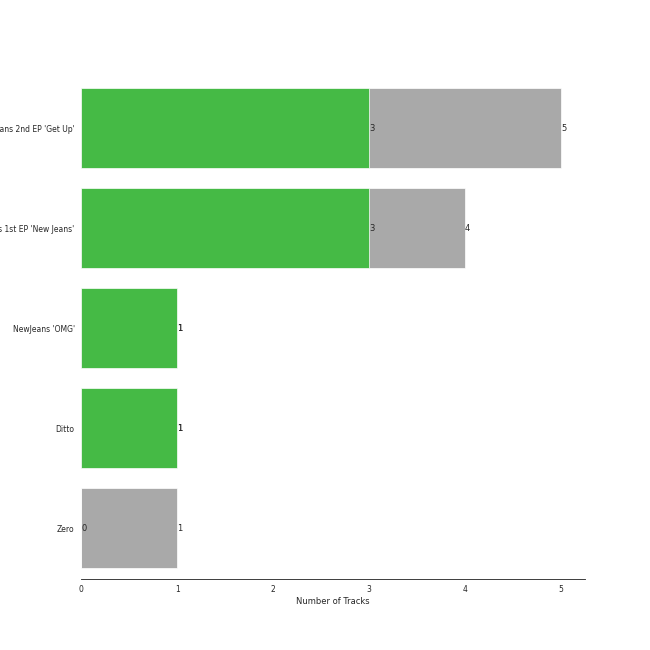 ans 2nd EP 'Get Up'
3
5
s 1st EP 'New Jeans'
3
4
NewJeans 'OMG'
1
Ditto
1
Zero
0
1
0
1
2
3
4
5
Number of Tracks